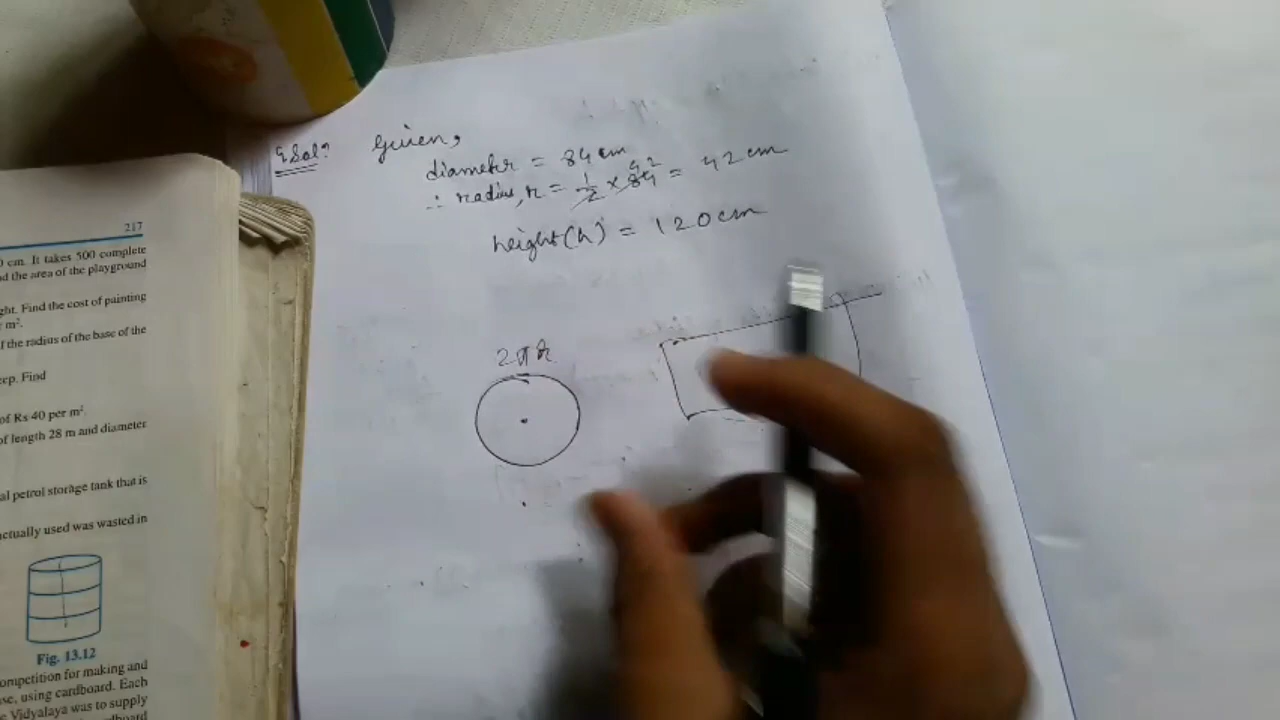 217
0 cm. It takes 500 complete
nd the area of the playground
ght. Find the cost of painting
r m².
f the radius of the base of the
eep. Find
of Rs 40 per m².
of length 28 m and diameter
al petrol storage tank that is
actually used was wasted in
Fig. 13.12
ompetition for making and
se, using cardboard. Each
e Vidyalaya was to supply
rdboard
Solⁿ Given,
diameter = 84 cm
∴ radius, r = 1/2 × 84 42 = 42 cm
height (h) = 120 cm
2πr